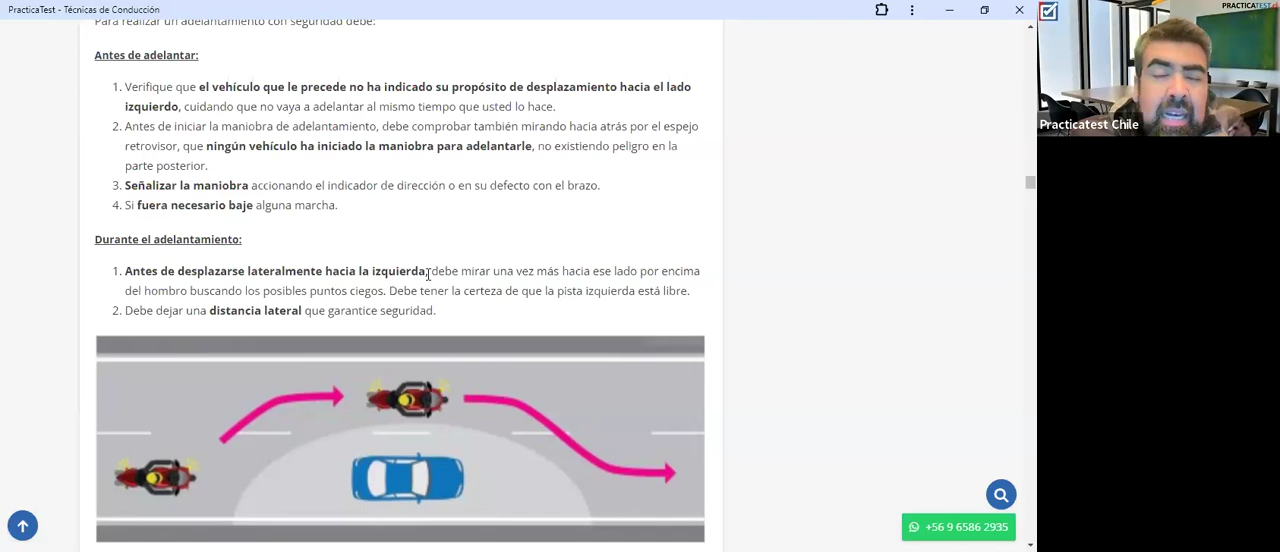 PracticaTest - Técnicas de Conducción
PRACTICATEST
Para realizar un adelantamiento con seguridad debe:
Antes de adelantar:
1. Verifique que el vehículo que le precede no ha indicado su propósito de desplazamiento hacia el lado
izquierdo, cuidando que no vaya a adelantar al mismo tiempo que usted lo hace.
2. Antes de iniciar la maniobra de adelantamiento, debe comprobar también mirando hacia atrás por el espejo
retrovisor, que ningún vehículo ha iniciado la maniobra para adelantarle, no existiendo peligro en la
parte posterior.
3. Señalizar la maniobra accionando el indicador de dirección o en su defecto con el brazo.
4. Si fuera necesario baje alguna marcha.
Practicatest Chile
Durante el adelantamiento:
1. Antes de desplazarse lateralmente hacia la izquierda, debe mirar una vez más hacia ese lado por encima
del hombro buscando los posibles puntos ciegos. Debe tener la certeza de que la pista izquierda está libre.
2. Debe dejar una distancia lateral que garantice seguridad.
+56 9 6586 2935